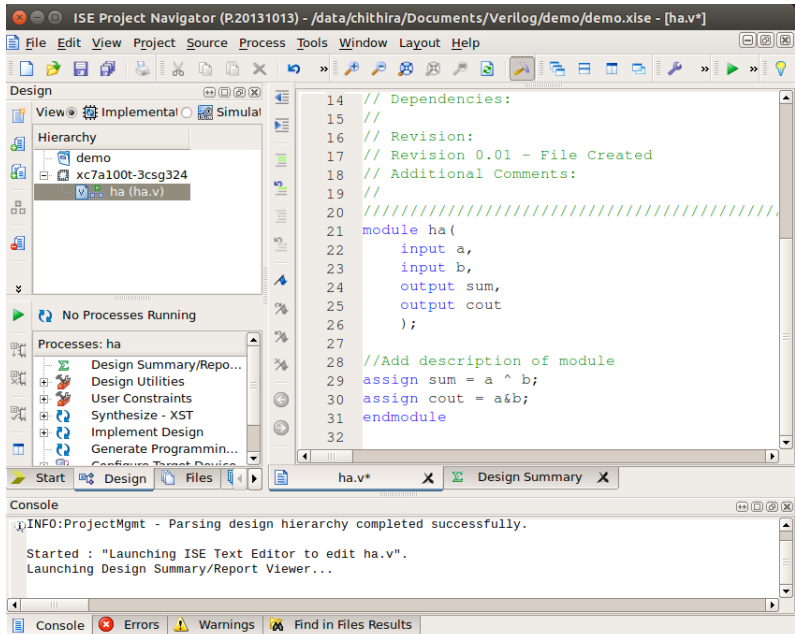 ISE Project Navigator (P.20131013) - /data/chithira/Documents/Verilog/demo/demo.xise - [ha.v*]
File Edit View Project Source Process Tools Window Layout Help
Design
View Implementat Simulat
Hierarchy
demo
xc7a100t-3csg324
ha (ha.v)
No Processes Running
Processes: ha
Design Summary/Repo...
Design Utilities
User Constraints
Synthesize - XST
Implement Design
Generate Programmin...
Configure Target Device
Start Design Files
14 // Dependencies:
15 //
16 // Revision:
17 // Revision 0.01 - File Created
18 // Additional Comments:
19 //
20 /////////////////////////////////////////////
21 module ha(
22 input a,
23 input b,
24 output sum,
25 output cout
26 );
27
28 //Add description of module
29 assign sum = a ^ b;
30 assign cout = a&b;
31 endmodule
32
ha.v* Design Summary
Console
INFO:ProjectMgmt - Parsing design hierarchy completed successfully.
Started : "Launching ISE Text Editor to edit ha.v".
Launching Design Summary/Report Viewer...
Console Errors Warnings Find in Files Results